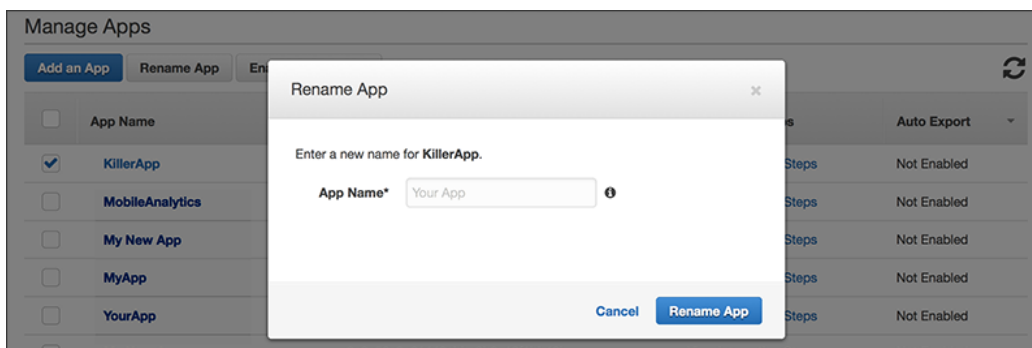 Manage Apps
Add an App Rename App En
Rename App ×
App Name s Auto Export
Enter a new name for KillerApp.
KillerApp Steps Not Enabled
App Name* Your App
MobileAnalytics Steps Not Enabled
My New App Steps Not Enabled
MyApp Steps Not Enabled
YourApp Steps Not Enabled
Cancel Rename App